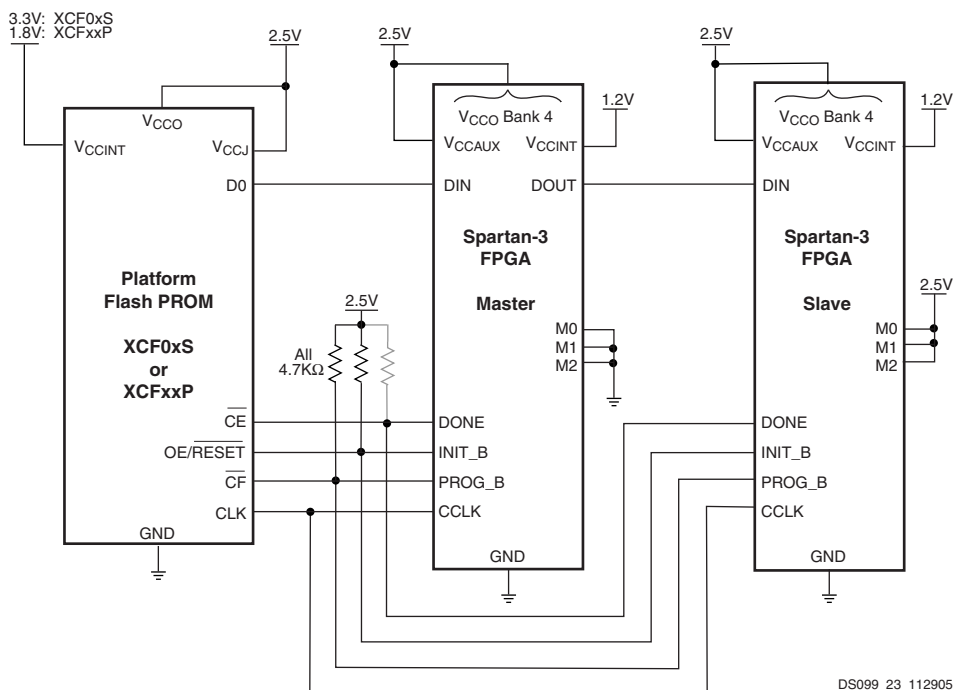 3.3V: XCF0xS
1.8V: XCFxxP
2.5V
VCCO
VCCINT
VCCJ
D0
Platform
Flash PROM
XCF0xS
or
XCFxxP
CE
OE/RESET
CF
CLK
GND
All
4.7KΩ
2.5V
2.5V
VCCO Bank 4
VCCAUX
VCCINT
1.2V
DIN
DOUT
Spartan-3
FPGA
Master
M0
M1
M2
DONE
INIT_B
PROG_B
CCLK
GND
2.5V
VCCO Bank 4
VCCAUX
VCCINT
1.2V
DIN
Spartan-3
FPGA
Slave
2.5V
M0
M1
M2
DONE
INIT_B
PROG_B
CCLK
GND
DS099_23_112905